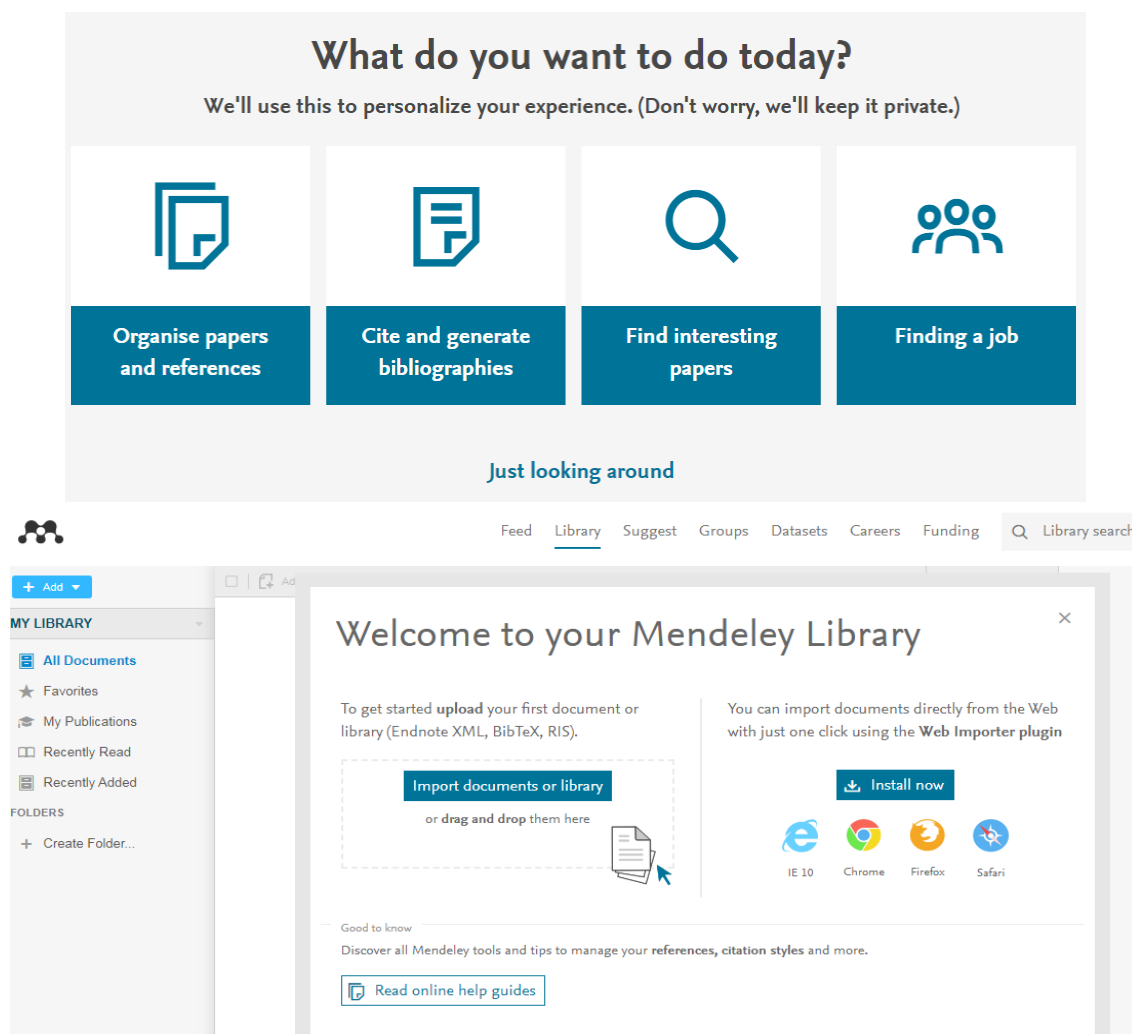 What do you want to do today?
We'll use this to personalize your experience. (Don't worry, we'll keep it private.)
Organise papers
and references
Cite and generate
bibliographies
Find interesting
papers
Finding a job
Just looking around
Feed Library Suggest Groups Datasets Careers Funding Library search
+ Add
Ad
MY LIBRARY
All Documents
Favorites
My Publications
Recently Read
Recently Added
FOLDERS
+ Create Folder...
Welcome to your Mendeley Library
×
To get started upload your first document or
library (Endnote XML, BibTeX, RIS).
Import documents or library
or drag and drop them here
You can import documents directly from the Web
with just one click using the Web Importer plugin
Install now
IE 10 Chrome Firefox Safari
Good to know
Discover all Mendeley tools and tips to manage your references, citation styles and more.
Read online help guides